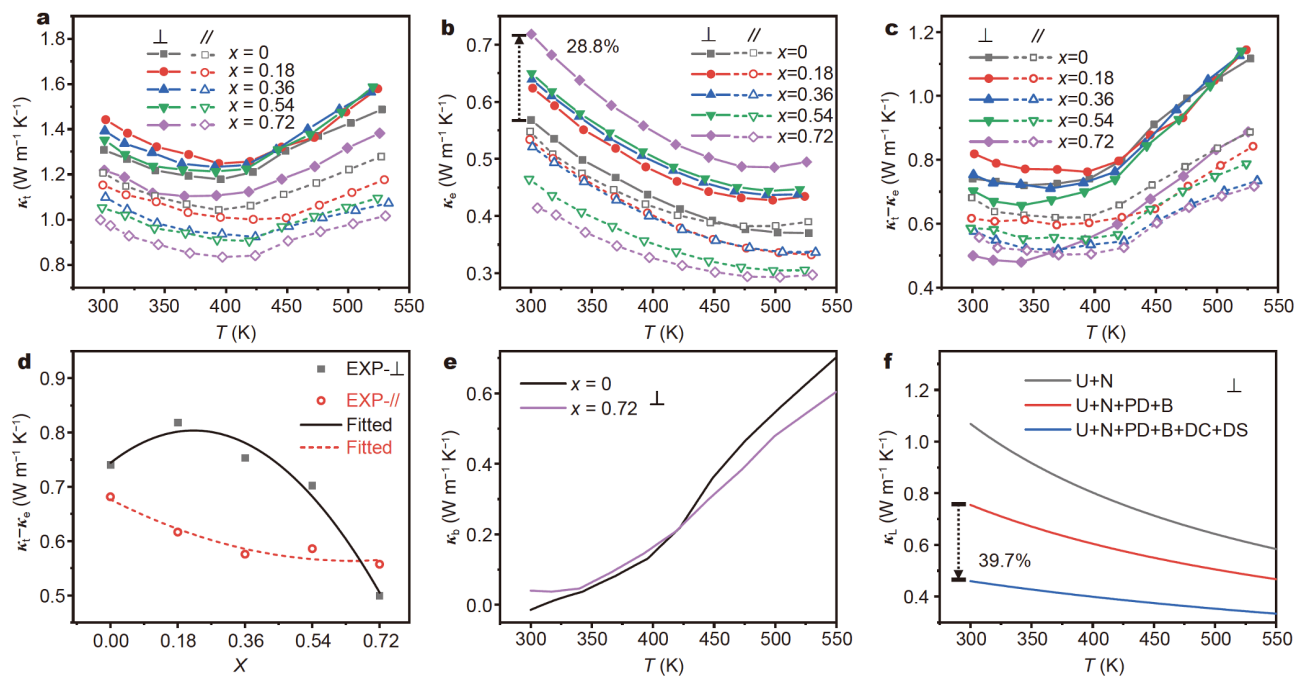 a
κt (W m⁻¹ K⁻¹)
1.8
1.6
1.4
1.2
1.0
0.8
⊥ //
x = 0
x = 0.18
x = 0.36
x = 0.54
x = 0.72
300 350 400 450 500 550
T (K)
b
κe (W m⁻¹ K⁻¹)
0.7
0.6
0.5
0.4
0.3
28.8%
⊥ //
x=0
x=0.18
x=0.36
x=0.54
x=0.72
300 350 400 450 500 550
T (K)
c
κt−κe (W m⁻¹ K⁻¹)
1.2
1.0
0.8
0.6
0.4
⊥ //
x=0
x=0.18
x=0.36
x=0.54
x=0.72
300 350 400 450 500 550
T (K)
d
κt−κe (W m⁻¹ K⁻¹)
0.9
0.8
0.7
0.6
0.5
EXP-⊥
EXP-//
Fitted
Fitted
0.00 0.18 0.36 0.54 0.72
X
e
κb (W m⁻¹ K⁻¹)
0.6
0.4
0.2
0.0
x = 0
x = 0.72
⊥
300 350 400 450 500 550
T (K)
f
κL (W m⁻¹ K⁻¹)
1.2
1.0
0.8
0.6
0.4
U+N
U+N+PD+B
U+N+PD+B+DC+DS
⊥
39.7%
300 350 400 450 500 550
T (K)